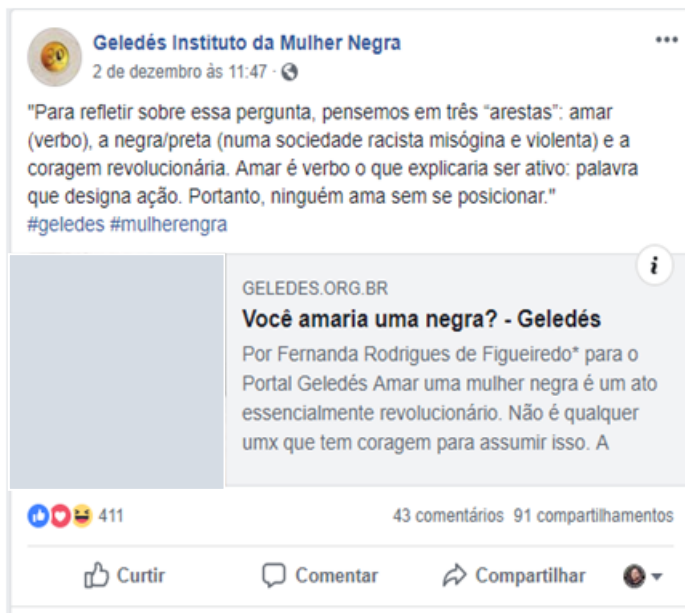 Geledés Instituto da Mulher Negra
2 de dezembro às 11:47 ·
"Para refletir sobre essa pergunta, pensemos em três “arestas”: amar
(verbo), a negra/preta (numa sociedade racista misógina e violenta) e a
coragem revolucionária. Amar é verbo o que explicaria ser ativo: palavra
que designa ação. Portanto, ninguém ama sem se posicionar."
#geledes #mulherengra
i
GELEDES.ORG.BR
Você amaria uma negra? - Geledés
Por Fernanda Rodrigues de Figueiredo* para o
Portal Geledés Amar uma mulher negra é um ato
essencialmente revolucionário. Não é qualquer
umx que tem coragem para assumir isso. A
411
43 comentários 91 compartilhamentos
Curtir Comentar Compartilhar